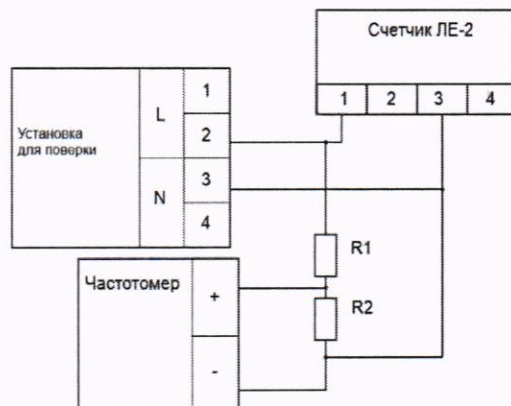 Счетчик ЛЕ-2
1 2 3 4
Установка
для поверки
L
N
1
2
3
4
R1
R2
Частотомер
+
-